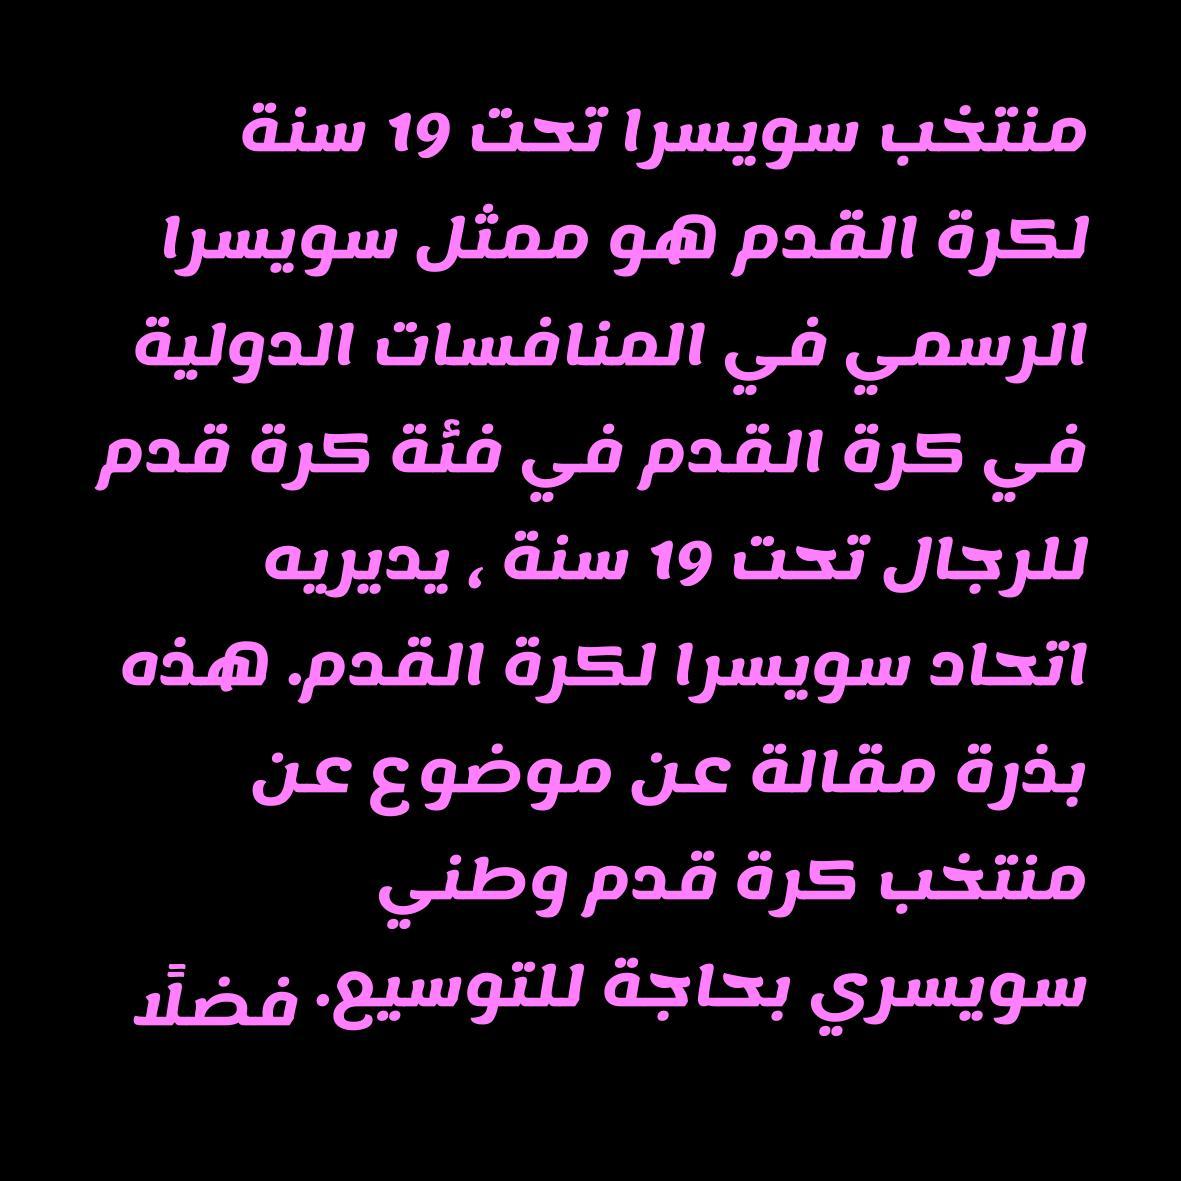 منتخب سويسرا تحت 19 سنة
لكرة القدم هو ممثل سويسرا
الرسمي في المنافسات الدولية
في كرة القدم في فئة كرة قدم
للرجال تحت 19 سنة ، يديريه
اتحاد سويسرا لكرة القدم. هذه
بذرة مقالة عن موضوع عن
منتخب كرة قدم وطني
سويسري بحاجة للتوسيع. فضلًا